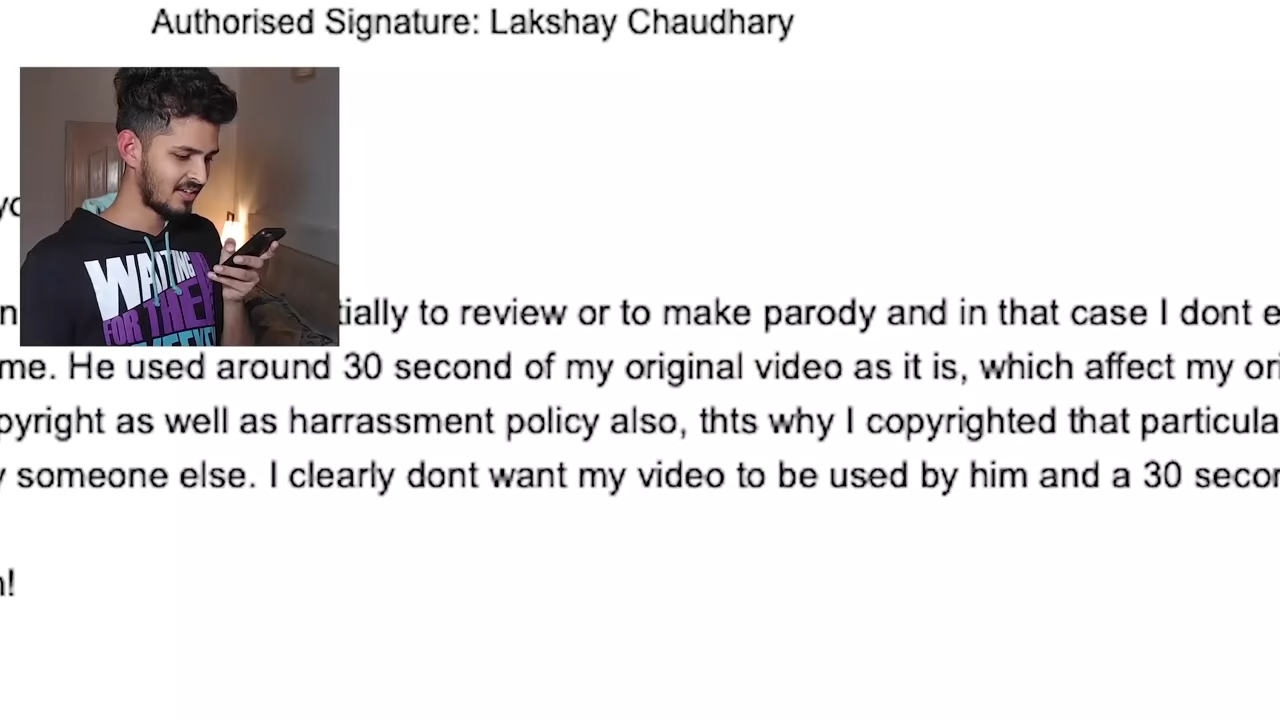 Authorised Signature: Lakshay Chaudhary
WAITING
FOR THE
tially to review or to make parody and in that case I dont e
me. He used around 30 second of my original video as it is, which affect my ori
pyright as well as harrassment policy also, thts why I copyrighted that particula
y someone else. I clearly dont want my video to be used by him and a 30 secon
n!